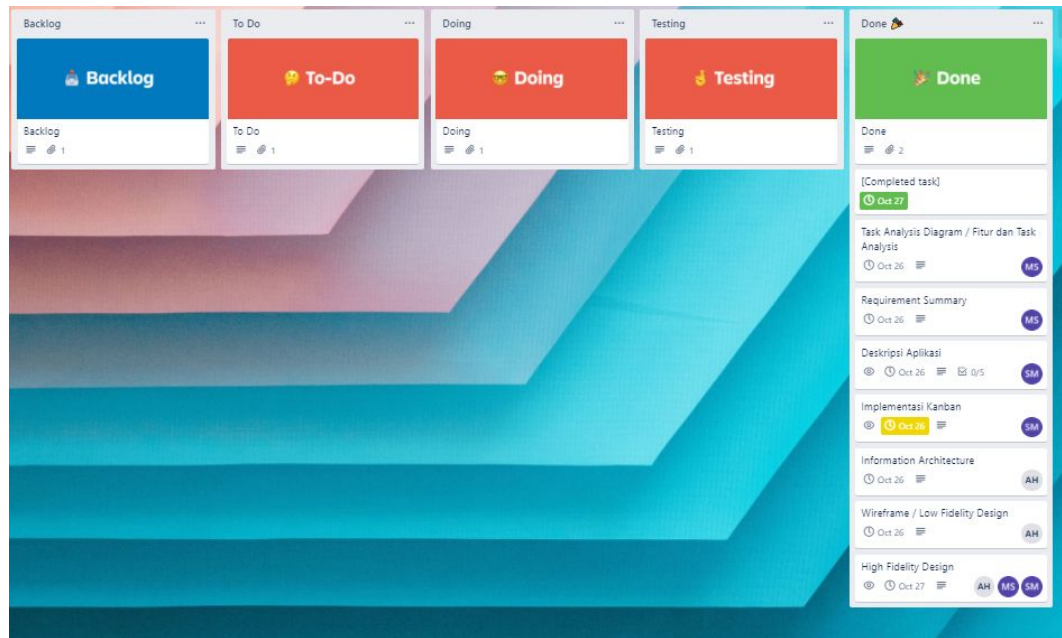 Backlog
Backlog
Backlog
1
To Do
To-Do
To Do
1
Doing
Doing
Doing
1
Testing
Testing
Testing
1
Done
Done
Done
2
[Completed task]
Oct 27
Task Analysis Diagram / Fitur dan Task
Analysis
Oct 26
MS
Requirement Summary
Oct 26
MS
Deskripsi Aplikasi
Oct 26 0/5
SM
Implementasi Kanban
Oct 26
SM
Information Architecture
Oct 26
AH
Wireframe / Low Fidelity Design
Oct 26
AH
High Fidelity Design
Oct 27
AH MS SM